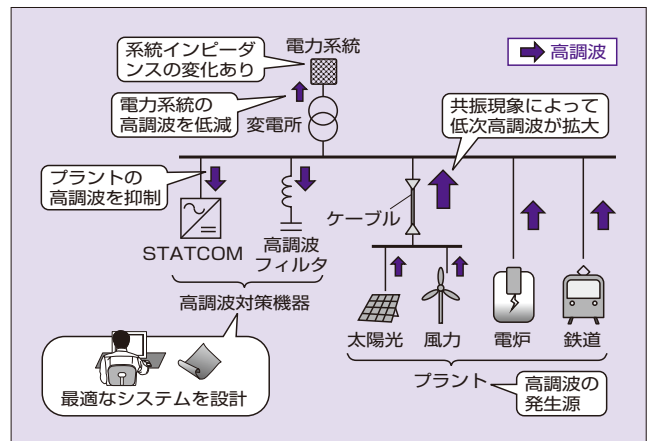 系統インピーダ
ンスの変化あり
電力系統
高調波
電力系統の
高調波を低減
変電所
共振現象によって
低次高調波が拡大
プラントの
高調波を抑制
ケーブル
STATCOM
高調波
フィルタ
高調波対策機器
太陽光
風力
電炉
鉄道
プラント
高調波の
発生源
最適なシステムを設計